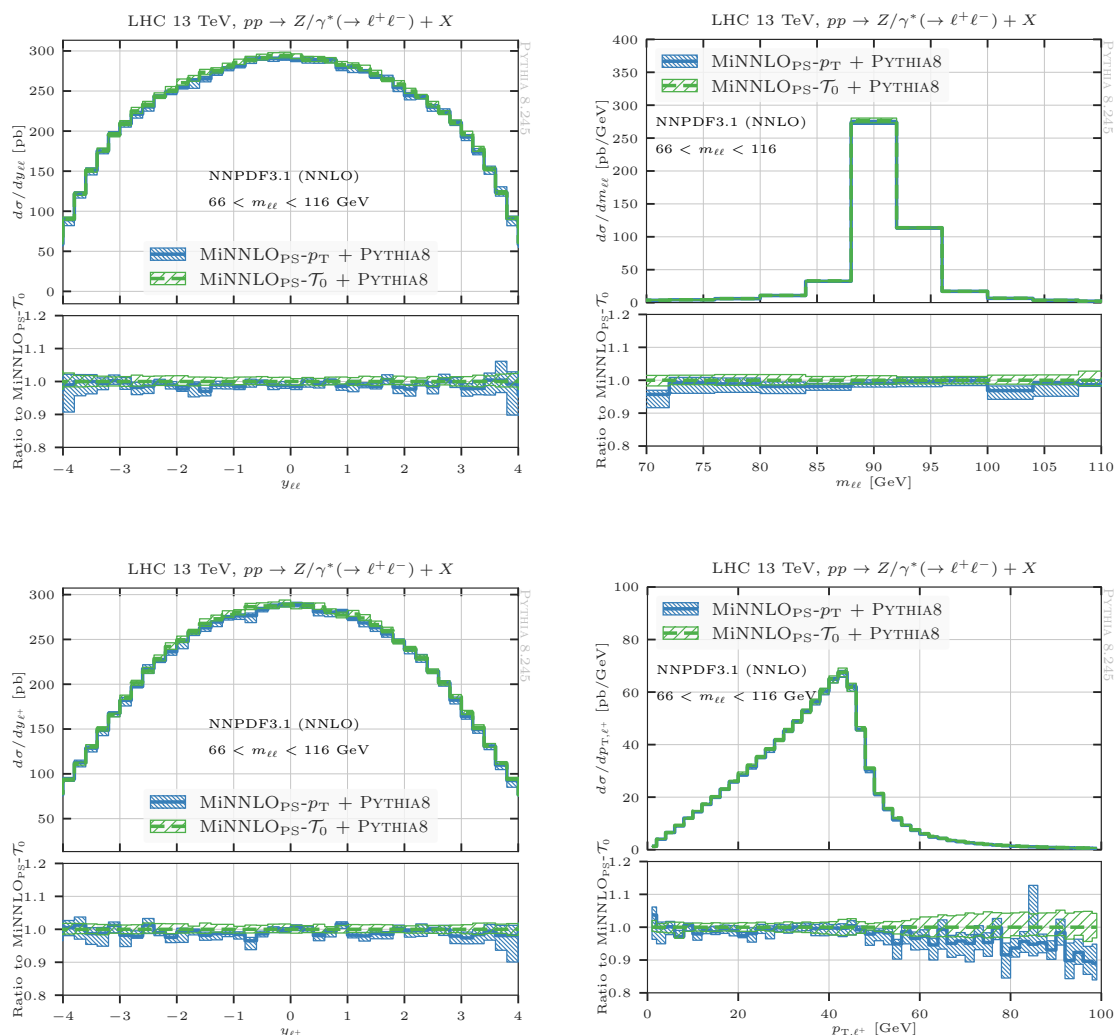 LHC 13 TeV, pp → Z/γ*(→ ℓ⁺ℓ⁻) + X
PYTHIA 8.245
dσ/dy_ℓℓ [pb]
300
250
200
150
100
50
0
NNPDF3.1 (NNLO)
66 < m_ℓℓ < 116 GeV
MiNNLO_PS-p_T + PYTHIA8
MiNNLO_PS-𝒯₀ + PYTHIA8
Ratio to MiNNLO_PS-𝒯₀
1.2
1.1
1.0
0.9
0.8
−4 −3 −2 −1 0 1 2 3 4
y_ℓℓ
LHC 13 TeV, pp → Z/γ*(→ ℓ⁺ℓ⁻) + X
PYTHIA 8.245
dσ/dm_ℓℓ [pb/GeV]
400
350
300
250
200
150
100
50
0
MiNNLO_PS-p_T + PYTHIA8
MiNNLO_PS-𝒯₀ + PYTHIA8
NNPDF3.1 (NNLO)
66 < m_ℓℓ < 116
Ratio to MiNNLO_PS-𝒯₀
1.2
1.1
1.0
0.9
0.8
70 75 80 85 90 95 100 105 110
m_ℓℓ [GeV]
LHC 13 TeV, pp → Z/γ*(→ ℓ⁺ℓ⁻) + X
PYTHIA 8.245
dσ/dy_ℓ⁺ [pb]
300
250
200
150
100
50
NNPDF3.1 (NNLO)
66 < m_ℓℓ < 116 GeV
MiNNLO_PS-p_T + PYTHIA8
MiNNLO_PS-𝒯₀ + PYTHIA8
Ratio to MiNNLO_PS-𝒯₀
1.2
1.1
1.0
0.9
0.8
−4 −3 −2 −1 0 1 2 3 4
y_ℓ⁺
LHC 13 TeV, pp → Z/γ*(→ ℓ⁺ℓ⁻) + X
PYTHIA 8.245
dσ/dp_T,ℓ⁺ [pb/GeV]
100
80
60
40
20
0
MiNNLO_PS-p_T + PYTHIA8
MiNNLO_PS-𝒯₀ + PYTHIA8
NNPDF3.1 (NNLO)
66 < m_ℓℓ < 116 GeV
Ratio to MiNNLO_PS-𝒯₀
1.2
1.1
1.0
0.9
0.8
0 20 40 60 80 100
p_T,ℓ⁺ [GeV]